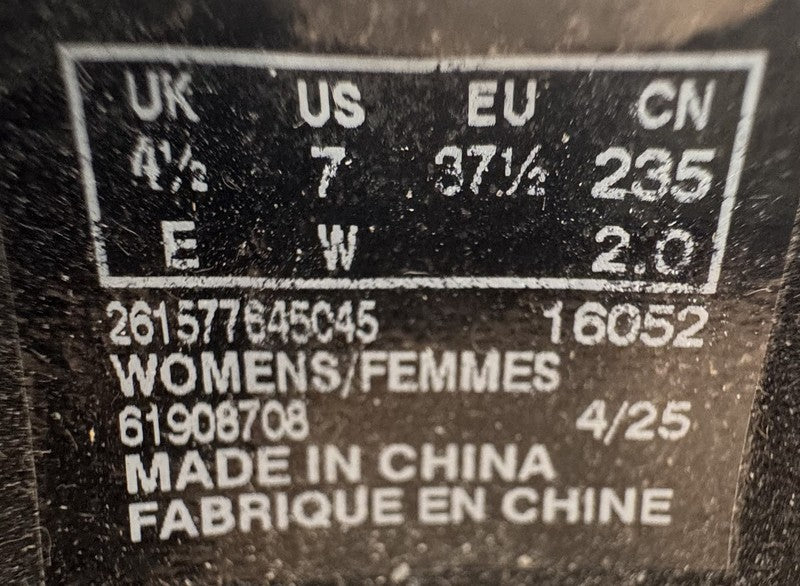 UK US EU CN
4½ 7 37½ 235
E W 2.0
261577645045 16052
WOMENS/FEMMES
61908708 4/25
MADE IN CHINA
FABRIQUE EN CHINE